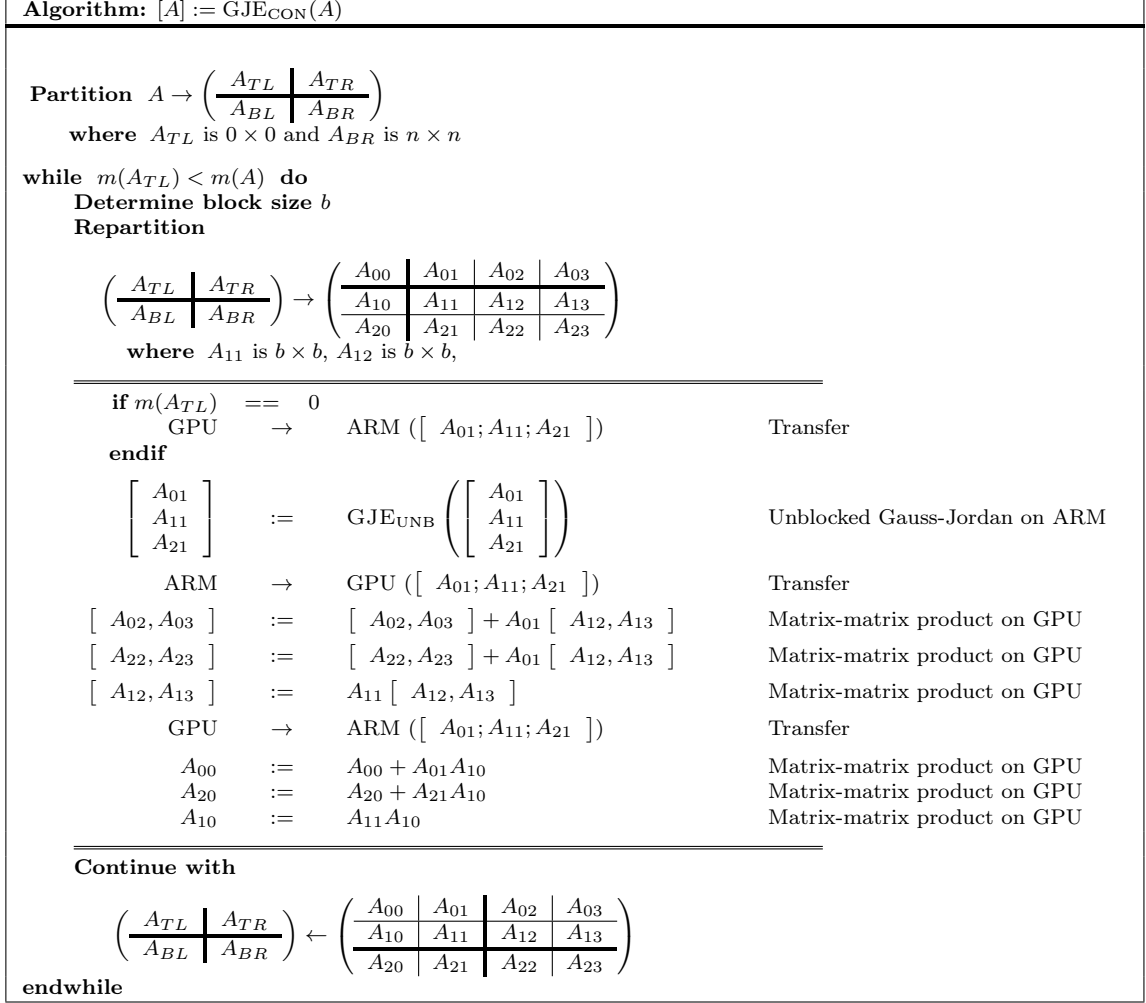 Algorithm: [A] := GJE_CON(A)
Partition A → ( A_TL | A_TR
A_BL | A_BR )
where A_TL is 0 × 0 and A_BR is n × n
while m(A_TL) < m(A) do
Determine block size b
Repartition
( A_TL | A_TR
A_BL | A_BR ) → ( A_00 | A_01 | A_02 | A_03
A_10 | A_11 | A_12 | A_13
A_20 | A_21 | A_22 | A_23 )
where A_11 is b × b, A_12 is b × b,
if m(A_TL) == 0
GPU → ARM ([ A_01; A_11; A_21 ]) Transfer
endif
[ A_01
A_11
A_21 ] := GJE_UNB ( [ A_01
A_11
A_21 ] ) Unblocked Gauss-Jordan on ARM
ARM → GPU ([ A_01; A_11; A_21 ]) Transfer
[ A_02, A_03 ] := [ A_02, A_03 ] + A_01 [ A_12, A_13 ] Matrix-matrix product on GPU
[ A_22, A_23 ] := [ A_22, A_23 ] + A_01 [ A_12, A_13 ] Matrix-matrix product on GPU
[ A_12, A_13 ] := A_11 [ A_12, A_13 ] Matrix-matrix product on GPU
GPU → ARM ([ A_01; A_11; A_21 ]) Transfer
A_00 := A_00 + A_01 A_10 Matrix-matrix product on GPU
A_20 := A_20 + A_21 A_10 Matrix-matrix product on GPU
A_10 := A_11 A_10 Matrix-matrix product on GPU
Continue with
( A_TL | A_TR
A_BL | A_BR ) ← ( A_00 | A_01 | A_02 | A_03
A_10 | A_11 | A_12 | A_13
A_20 | A_21 | A_22 | A_23 )
endwhile